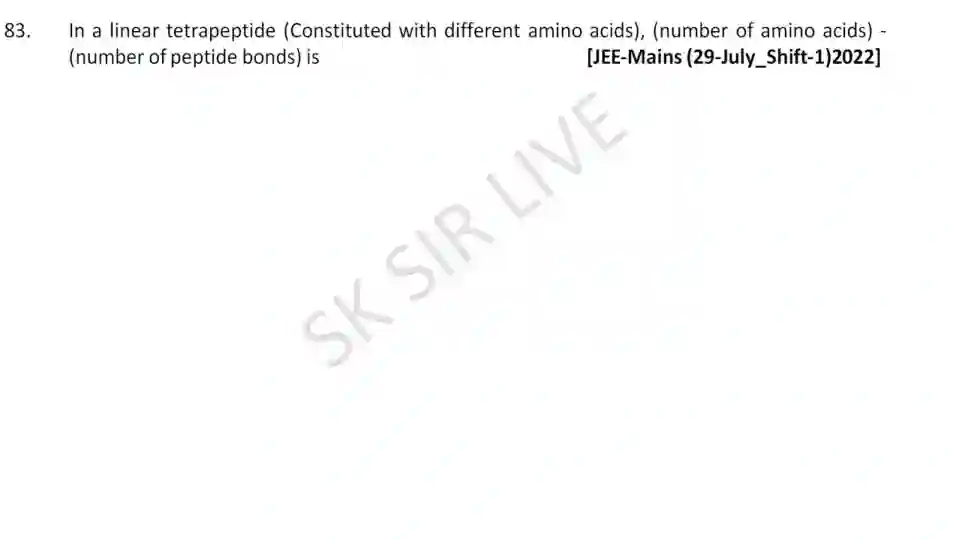 83. In a linear tetrapeptide (Constituted with different amino acids), (number of amino acids) -
(number of peptide bonds) is [JEE-Mains (29-July_Shift-1)2022]
SK SIR LIVE